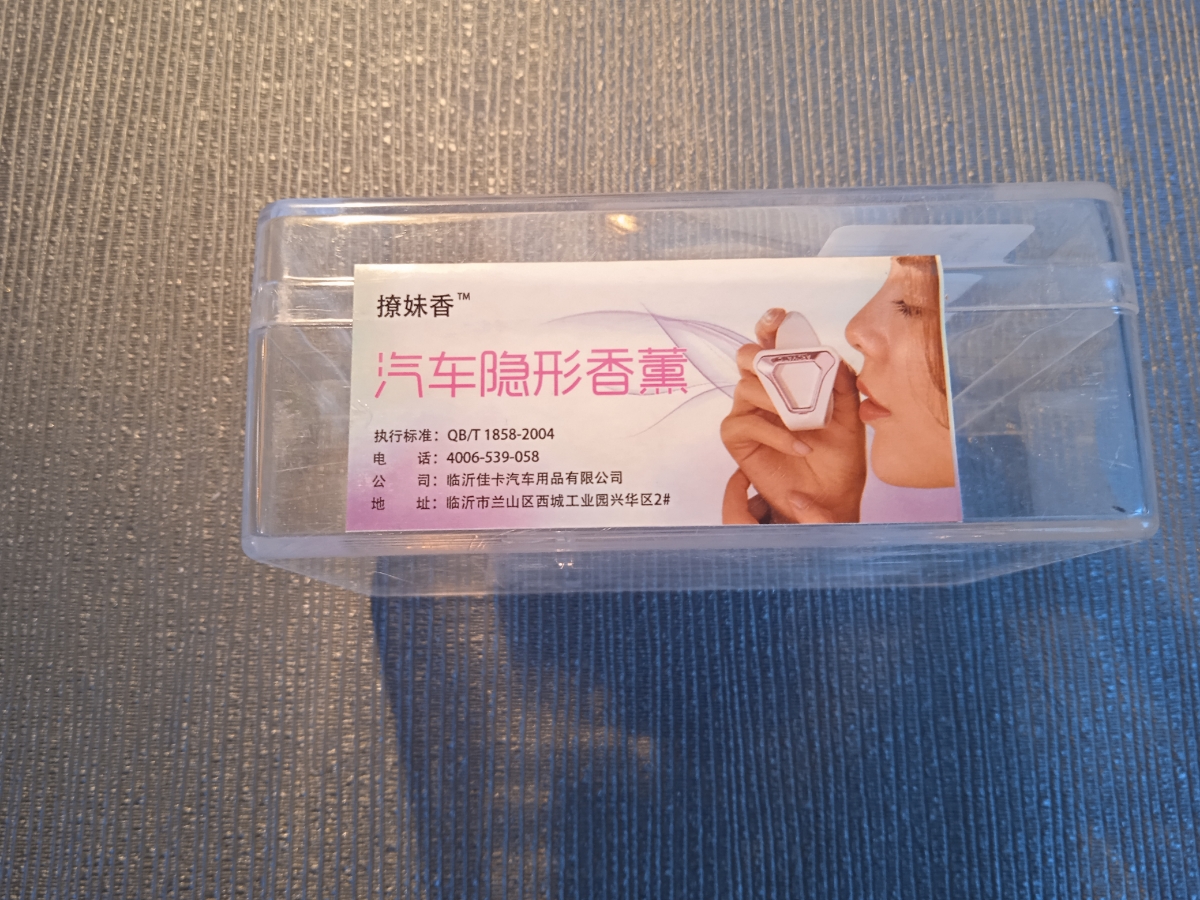 撩妹香™
汽车隐形香薰
执行标准：QB/T 1858-2004
电　　话：4006-539-058
公　　司：临沂佳卡汽车用品有限公司
地　　址：临沂市兰山区西城工业园兴华区2#